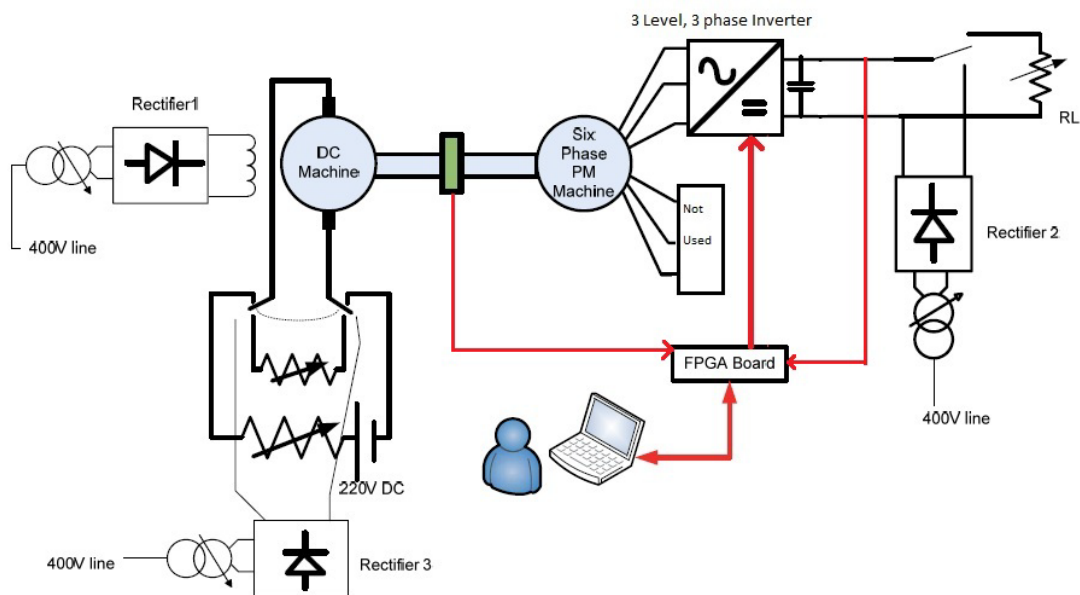 3 Level, 3 phase Inverter
Rectifier1
DC
Machine
Six
Phase
PM
Machine
RL
400V line
Not
Used
Rectifier 2
FPGA Board
400V line
220V DC
400V line
Rectifier 3